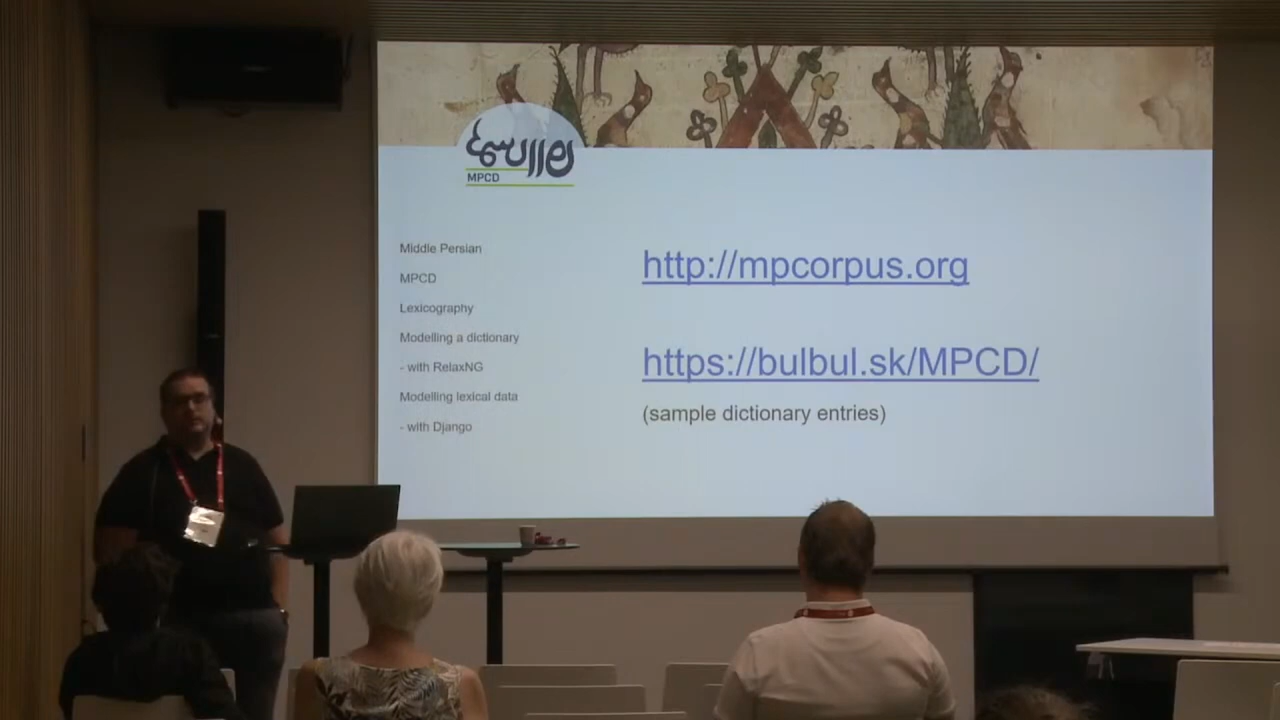 MPCD
Middle Persian
MPCD
Lexicography
Modelling a dictionary
- with RelaxNG
Modelling lexical data
- with Django
http://mpcorpus.org
https://bulbul.sk/MPCD/
(sample dictionary entries)